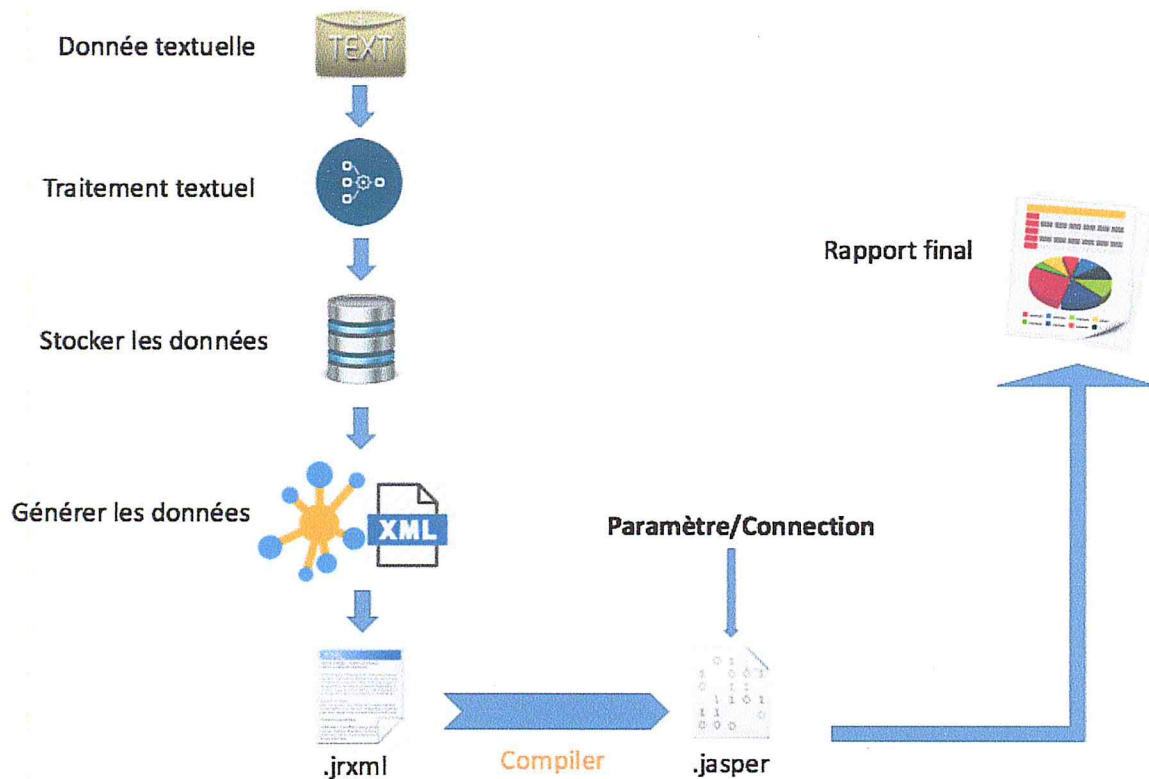 Donnée textuelle
TEXT
Traitement textuel
Rapport final
Stocker les données
Générer les données
XML
Paramètre/Connection
.jrxml
Compiler
.jasper